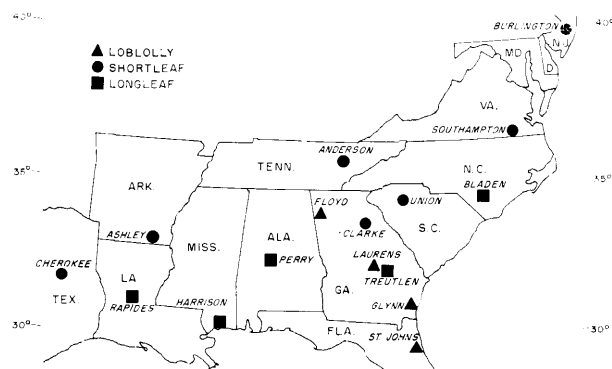 40°
40°
BURLINGTON
N.J.
MD
D
▲ LOBLOLLY
● SHORTLEAF
■ LONGLEAF
VA.
SOUTHAMPTON
ANDERSON
TENN.
N.C.
35°
35°
BLADEN
ARK.
FLOYD
UNION
ASHLEY
MISS.
ALA.
CLARKE
S.C.
CHEROKEE
PERRY
LAURENS
TREUTLEN
TEX.
LA
RAPIDES
HARRISON
GA.
GLYNN
30°
30°
FLA.
ST JOHNS